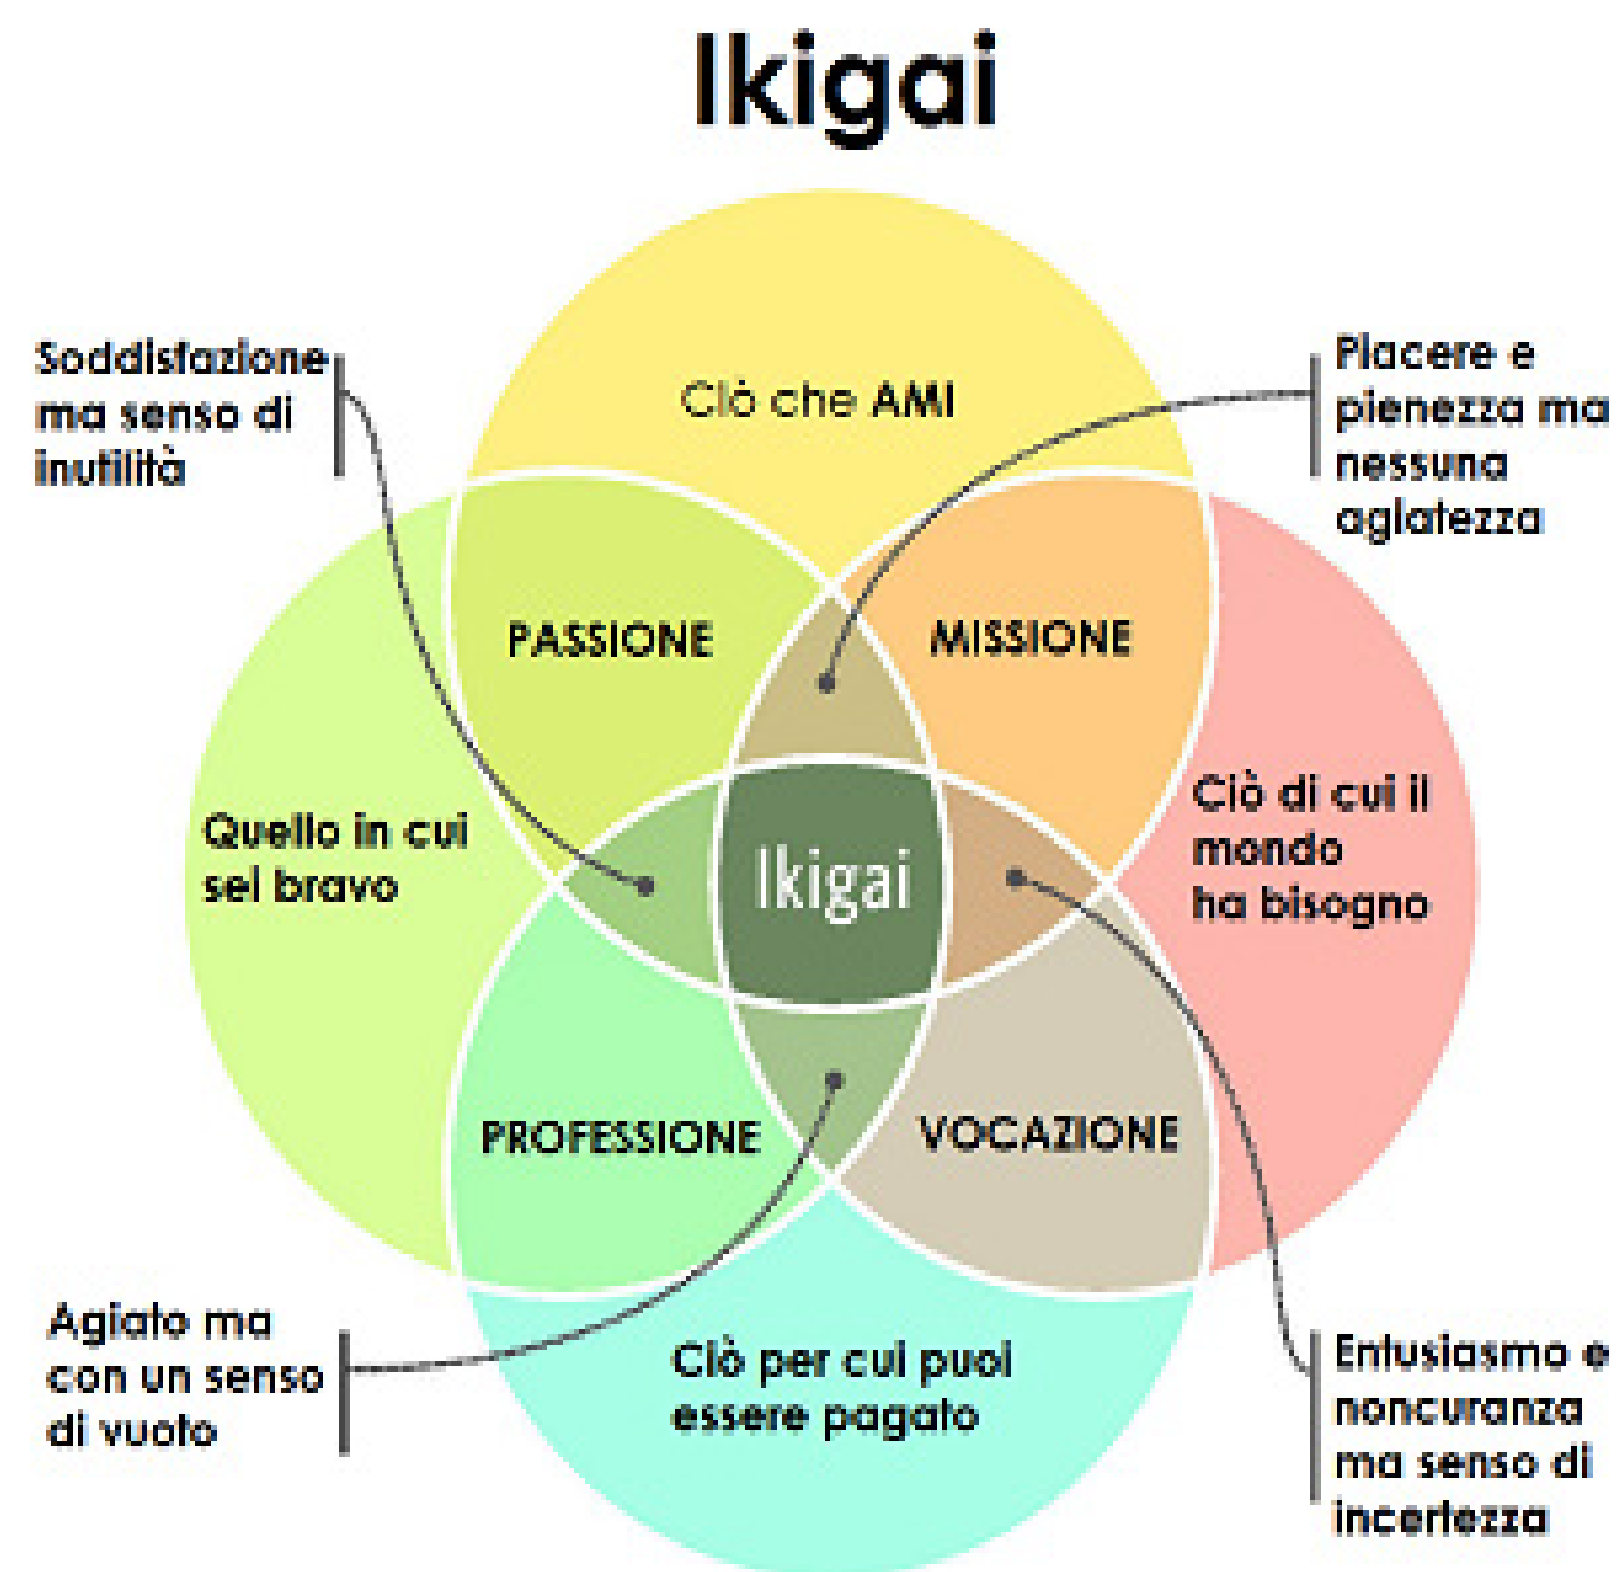 Ikigai
Soddisfazione
ma senso di
inutilità
Ciò che AMI
Piacere e
pienezza ma
nessuna
agiatezza
PASSIONE
MISSIONE
Quello in cui
sei bravo
Ikigai
Ciò di cui il
mondo
ha bisogno
PROFESSIONE
VOCAZIONE
Agiato ma
con un senso
di vuoto
Ciò per cui puoi
essere pagato
Entusiasmo e
noncuranza
ma senso di
incertezza